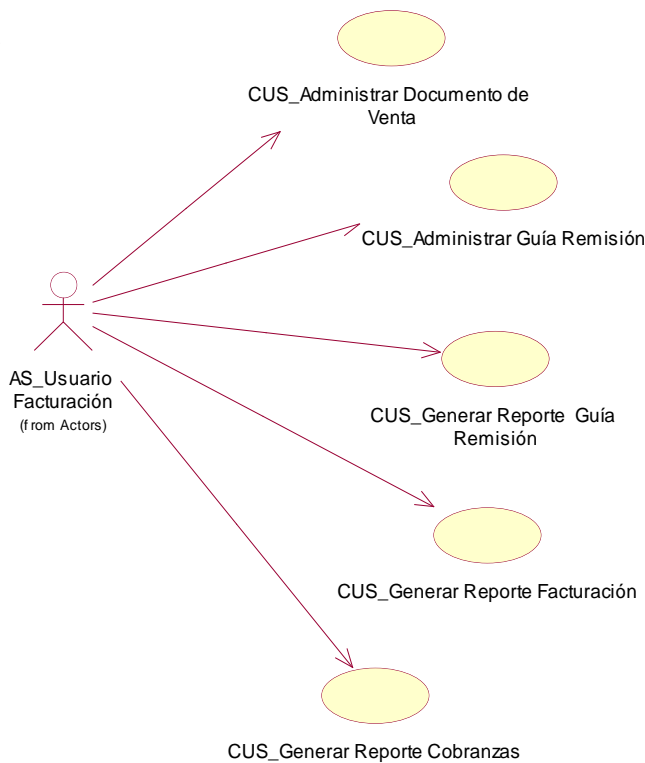 CUS_Administrar Documento de
Venta
CUS_Administrar Guía Remisión
AS_Usuario
Facturación
(from Actors)
CUS_Generar Reporte Guía
Remisión
CUS_Generar Reporte Facturación
CUS_Generar Reporte Cobranzas